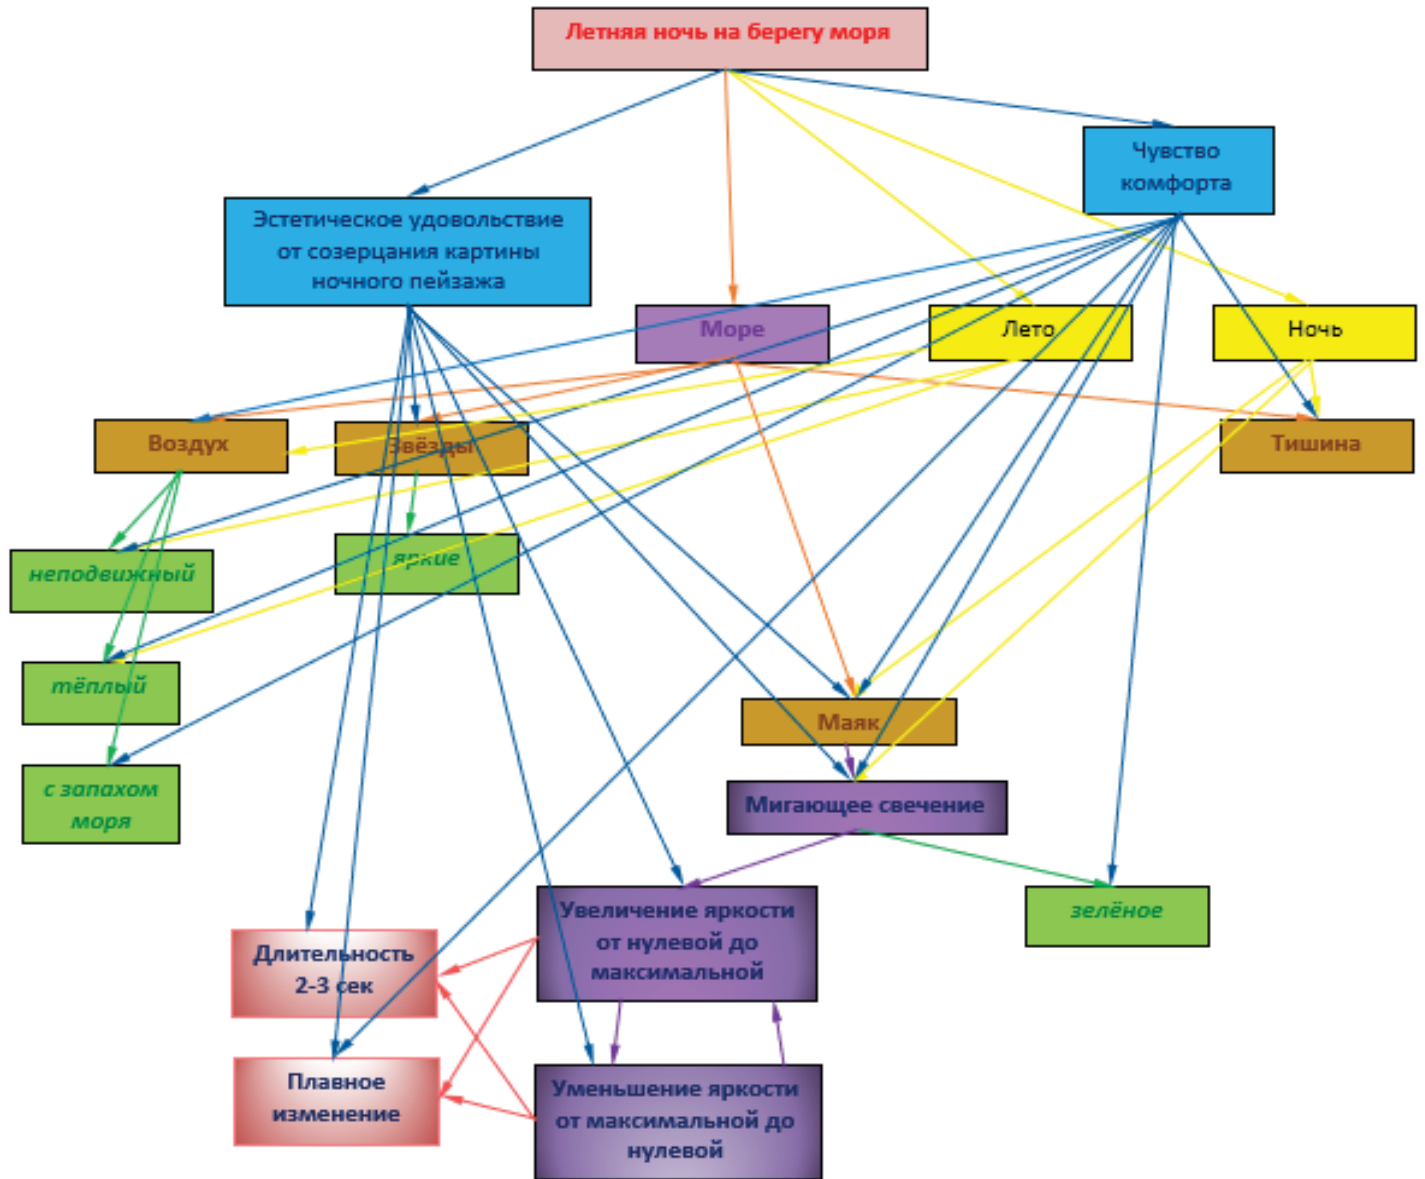 Летняя ночь на берегу моря
Чувство
комфорта
Эстетическое удовольствие
от созерцания картины
ночного пейзажа
Море
Лето
Ночь
Воздух
Звёзды
Тишина
неподвижный
яркие
тёплый
с запахом
моря
Маяк
Мигающее свечение
Увеличение яркости
от нулевой до
максимальной
зелёное
Длительность
2-3 сек
Плавное
изменение
Уменьшение яркости
от максимальной до
нулевой